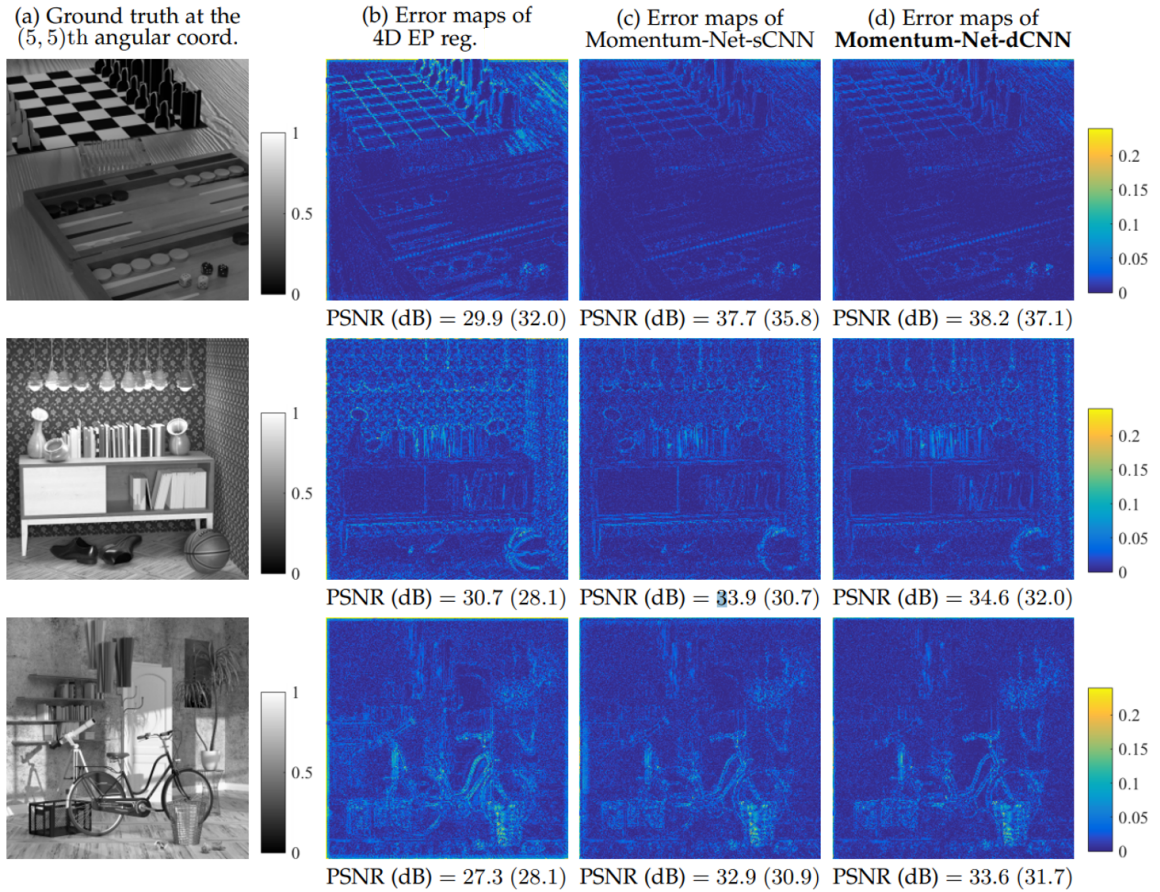 (a) Ground truth at the
(5, 5)th angular coord.
(b) Error maps of
4D EP reg.
(c) Error maps of
Momentum-Net-sCNN
(d) Error maps of
Momentum-Net-dCNN
1
0.5
0
0.2
0.15
0.1
0.05
0
PSNR (dB) = 29.9 (32.0)
PSNR (dB) = 37.7 (35.8)
PSNR (dB) = 38.2 (37.1)
1
0.5
0
0.2
0.15
0.1
0.05
0
PSNR (dB) = 30.7 (28.1)
PSNR (dB) = 33.9 (30.7)
PSNR (dB) = 34.6 (32.0)
1
0.5
0
0.2
0.15
0.1
0.05
0
PSNR (dB) = 27.3 (28.1)
PSNR (dB) = 32.9 (30.9)
PSNR (dB) = 33.6 (31.7)